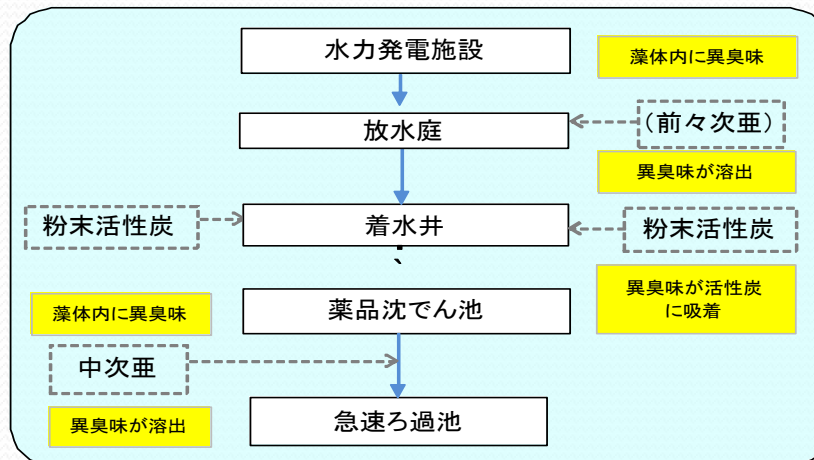 水力発電施設
藻体内に異臭味
放水庭
(前々次亜)
異臭味が溶出
粉末活性炭
着水井
粉末活性炭
異臭味が活性炭
に吸着
藻体内に異臭味
薬品沈でん池
中次亜
異臭味が溶出
急速ろ過池